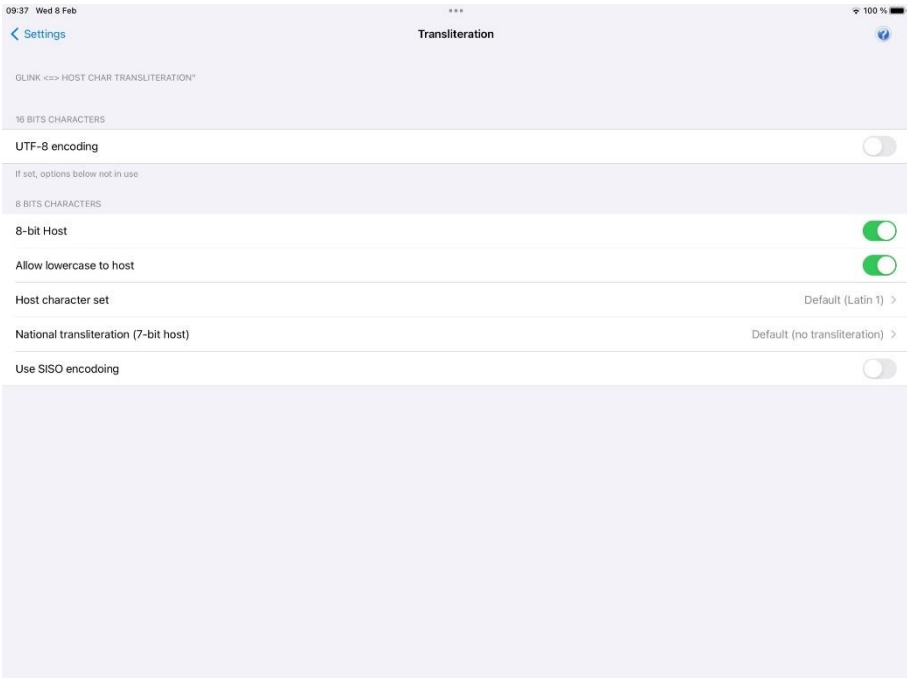 09:37 Wed 8 Feb
100 %
Settings
Transliteration
?
GLINK <=> HOST CHAR TRANSLITERATION"
16 BITS CHARACTERS
UTF-8 encoding
If set, options below not in use
8 BITS CHARACTERS
8-bit Host
Allow lowercase to host
Host character set Default (Latin 1)
National transliteration (7-bit host) Default (no transliteration)
Use SISO encodoing